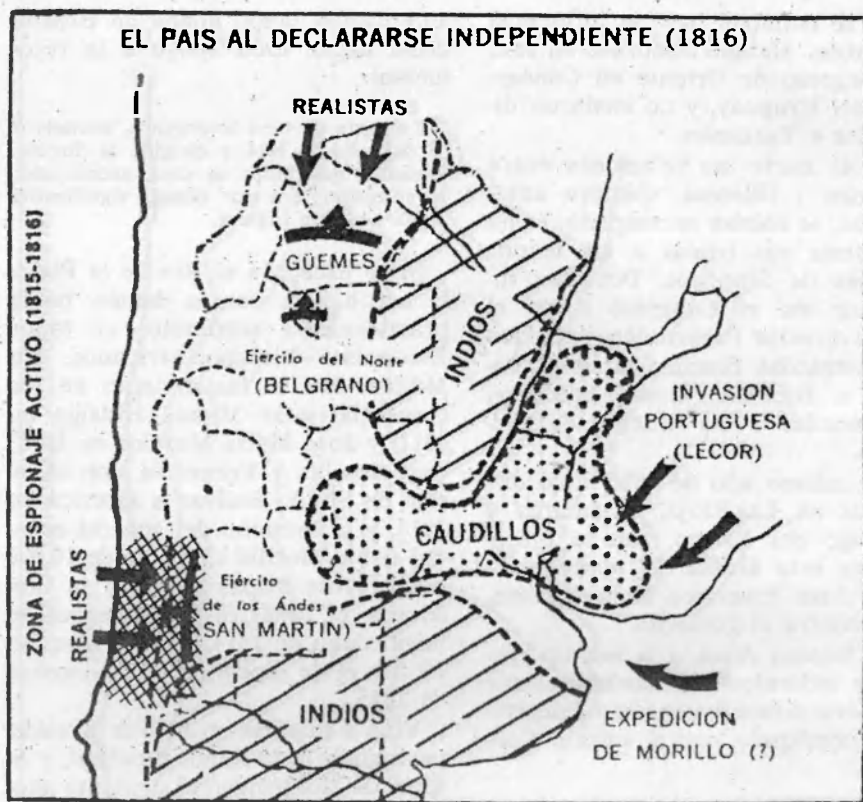 EL PAIS AL DECLARARSE INDEPENDIENTE (1816)
REALISTAS
GÜEMES
Ejército del Norte
(BELGRANO)
INDIOS
INVASION
PORTUGUESA
(LECOR)
CAUDILLOS
ZONA DE ESPIONAJE ACTIVO (1815-1816)
REALISTAS
Ejército
de los Andes
(SAN MARTIN)
INDIOS
EXPEDICION
DE MORILLO (?)